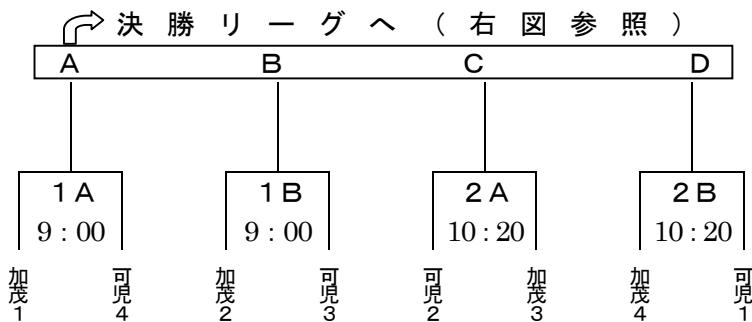 決勝リーグへ(右図参照)
A B C D
1A 1B 2A 2B
9:00 9:00 10:20 10:20
加茂1 可児4 加茂2 可児3 可児2 加茂3 加茂4 可児1